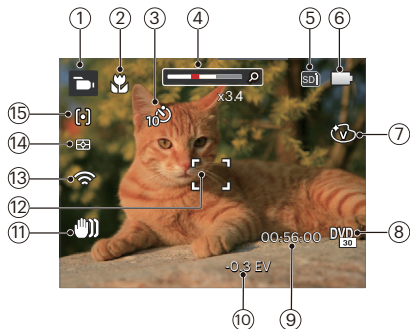 ① ② ③ ④ ⑤ ⑥
SD
x3.4
10
⑮
⑭
⑬
⑫
⑪
V
⑦
00:56:00
DVD
30
⑧
-0.3 EV
⑩ ⑨